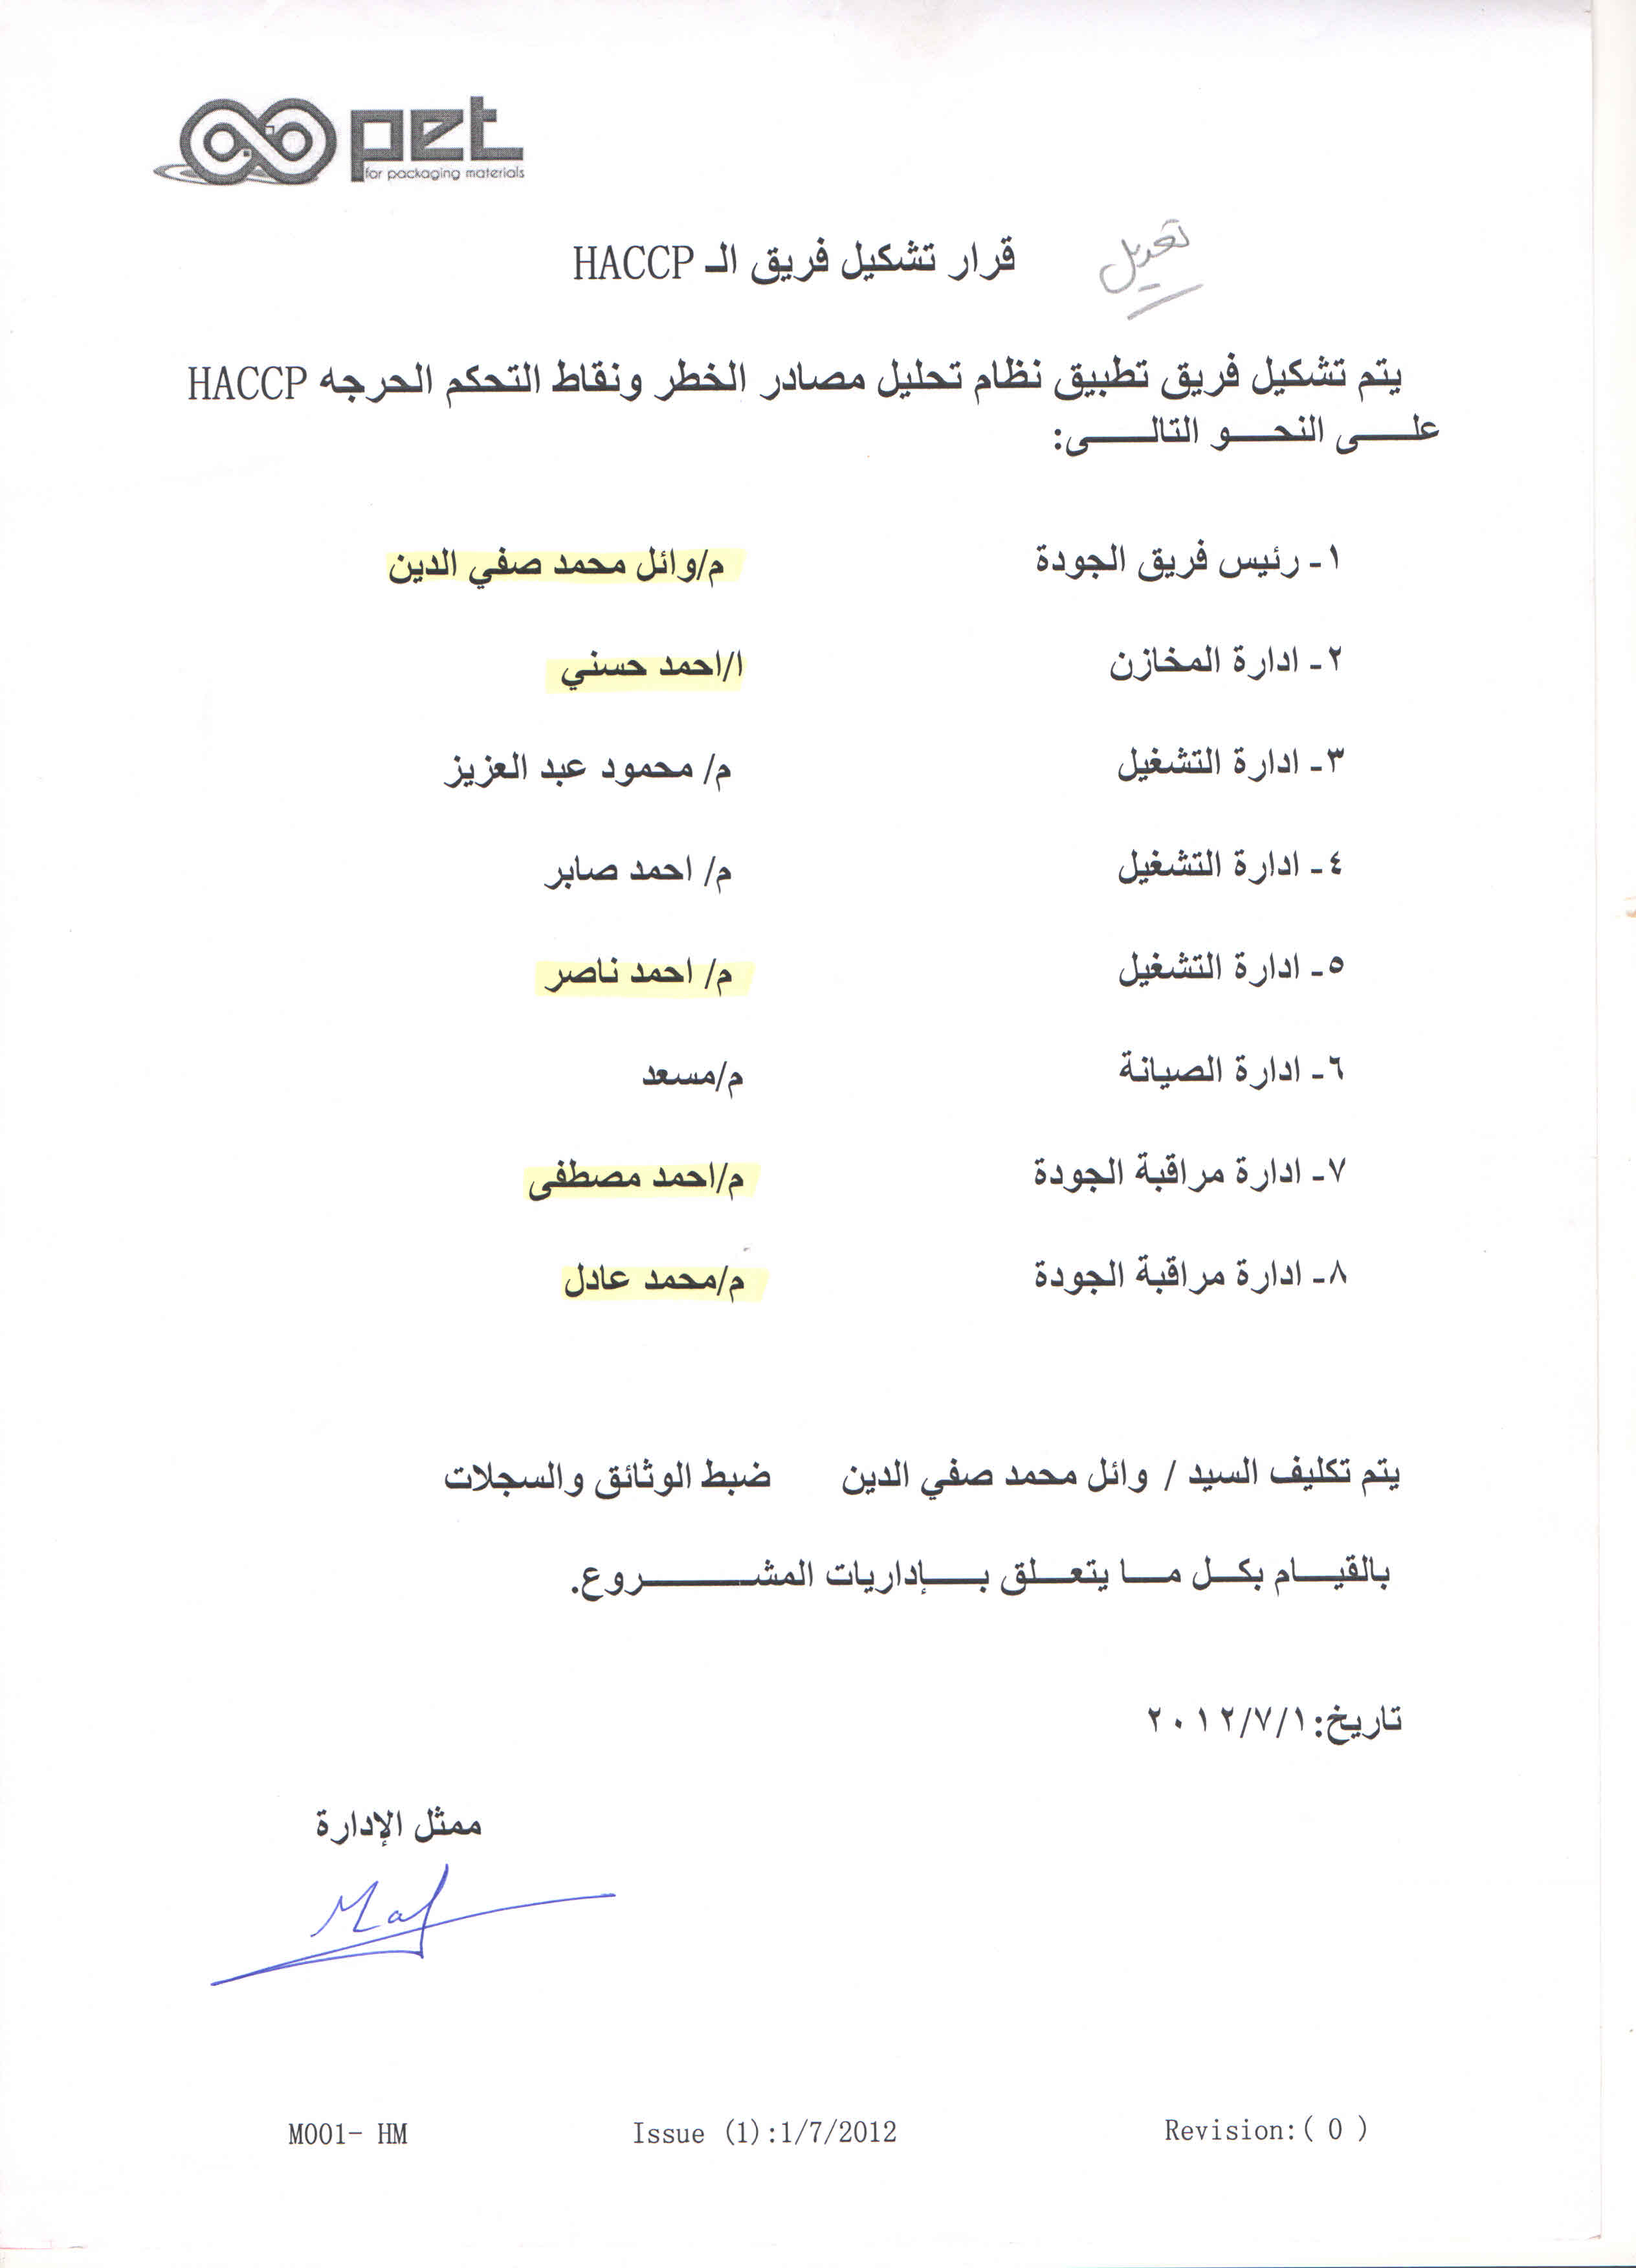 pet
for packaging materials
قرار تشكيل فريق الـ HACCP تعديل
يتم تشكيل فريق تطبيق نظام تحليل مصادر الخطر ونقاط التحكم الحرجه HACCP
علـــى النحـــو التالـــــى:
١- رئيس فريق الجودة م/وائل محمد صفي الدين
٢- ادارة المخازن ا/احمد حسني
٣- ادارة التشغيل م/ محمود عبد العزيز
٤- ادارة التشغيل م/ احمد صابر
٥- ادارة التشغيل م/ احمد ناصر
٦- ادارة الصيانة م/مسعد
٧- ادارة مراقبة الجودة م/احمد مصطفى
٨- ادارة مراقبة الجودة م/محمد عادل
يتم تكليف السيد / وائل محمد صفي الدين ضبط الوثائق والسجلات
بالقيـــام بكـــل مـــا يتعـــلق بـــإداريات المشـــــــروع.
تاريخ:٢٠١٢/٧/١
ممثل الإدارة
M001- HM Issue (1):1/7/2012 Revision:( 0 )